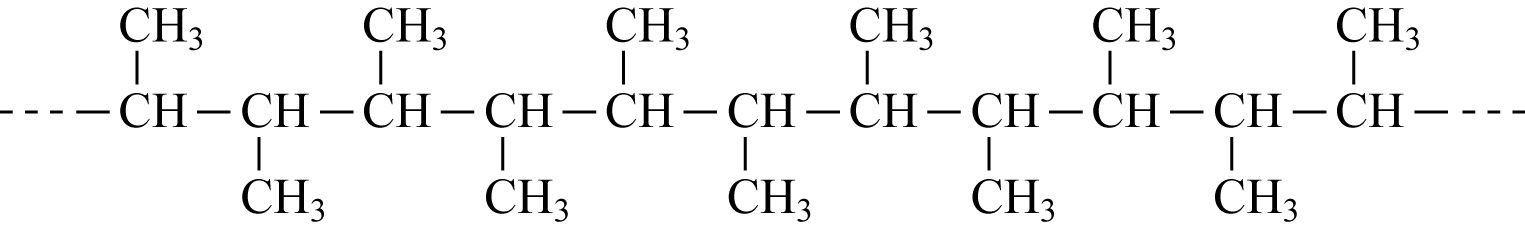 CH₃ CH₃ CH₃ CH₃ CH₃ CH₃
---—CH—CH—CH—CH—CH—CH—CH—CH—CH—CH—CH—---
CH₃ CH₃ CH₃ CH₃ CH₃